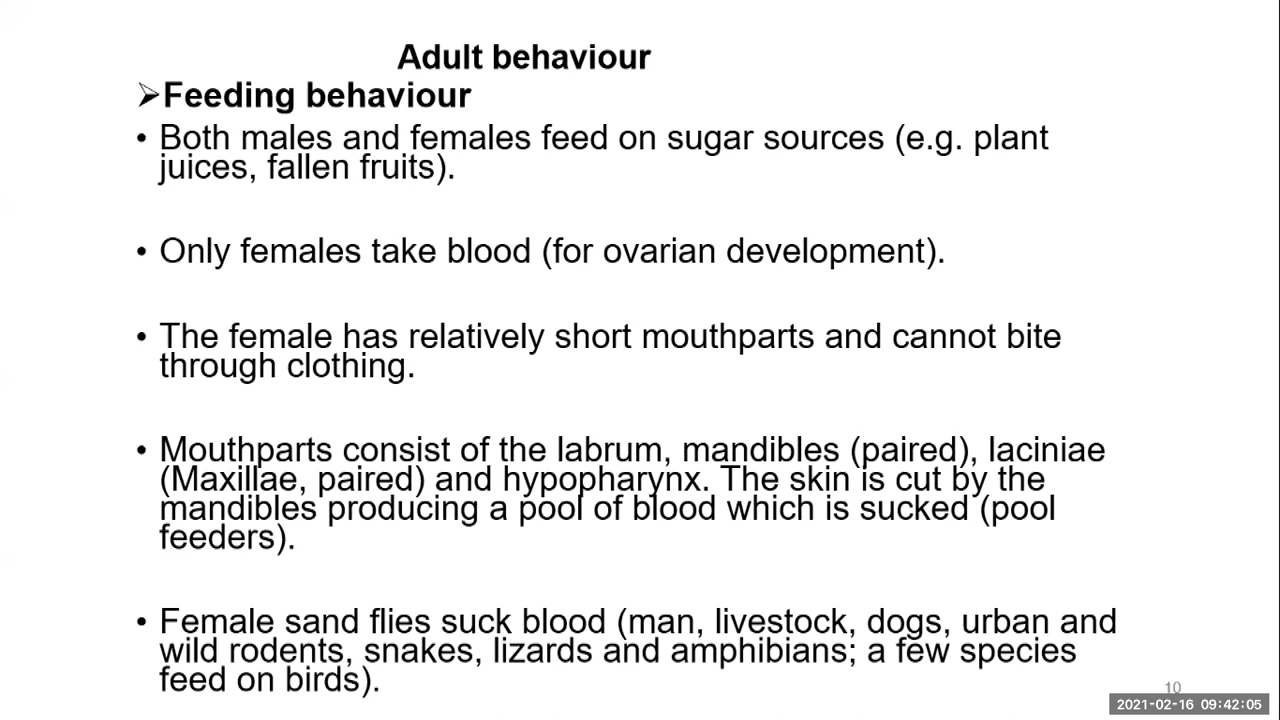 Adult behaviour
➢Feeding behaviour
• Both males and females feed on sugar sources (e.g. plant
juices, fallen fruits).
• Only females take blood (for ovarian development).
• The female has relatively short mouthparts and cannot bite
through clothing.
• Mouthparts consist of the labrum, mandibles (paired), laciniae
(Maxillae, paired) and hypopharynx. The skin is cut by the
mandibles producing a pool of blood which is sucked (pool
feeders).
• Female sand flies suck blood (man, livestock, dogs, urban and
wild rodents, snakes, lizards and amphibians; a few species
feed on birds).
10
2021-02-16 09:42:05